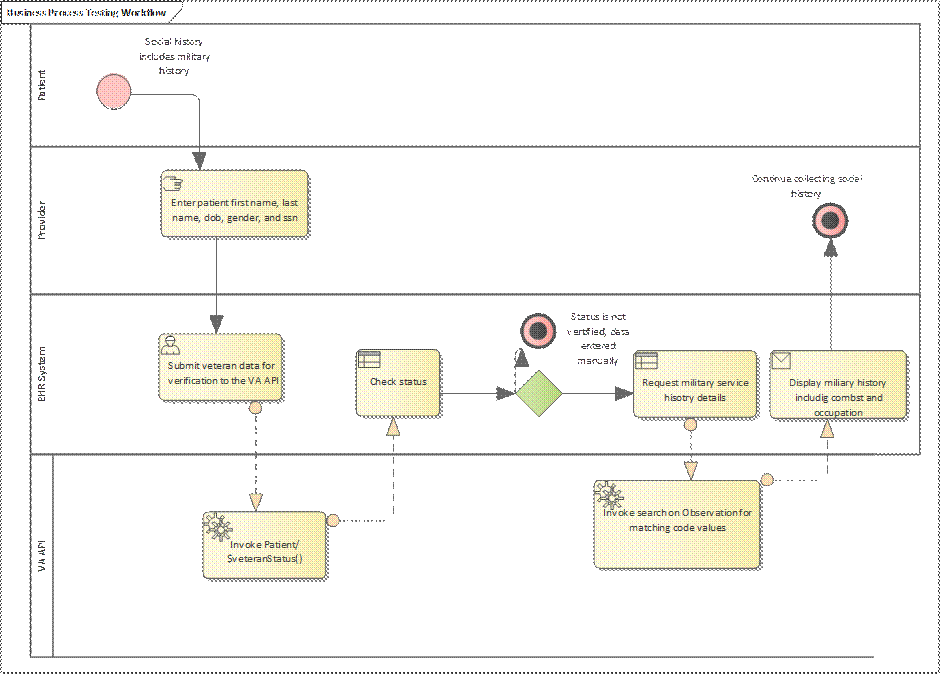 Business Process Testing Workflow
Patient
Social history
includes military
history
Provider
Enter patient first name, last
name, dob, gender, and ssn
Continue collecting social
history
EHR System
Submit veteran data for
verification to the VA API
Check status
Status is not
verified, data
entered
manually
Request military service
hisotry details
Display miliary history
includig combst and
occupation
VA API
Invoke Patient/
$veteranStatus()
Invoke search on Observation for
matching code values